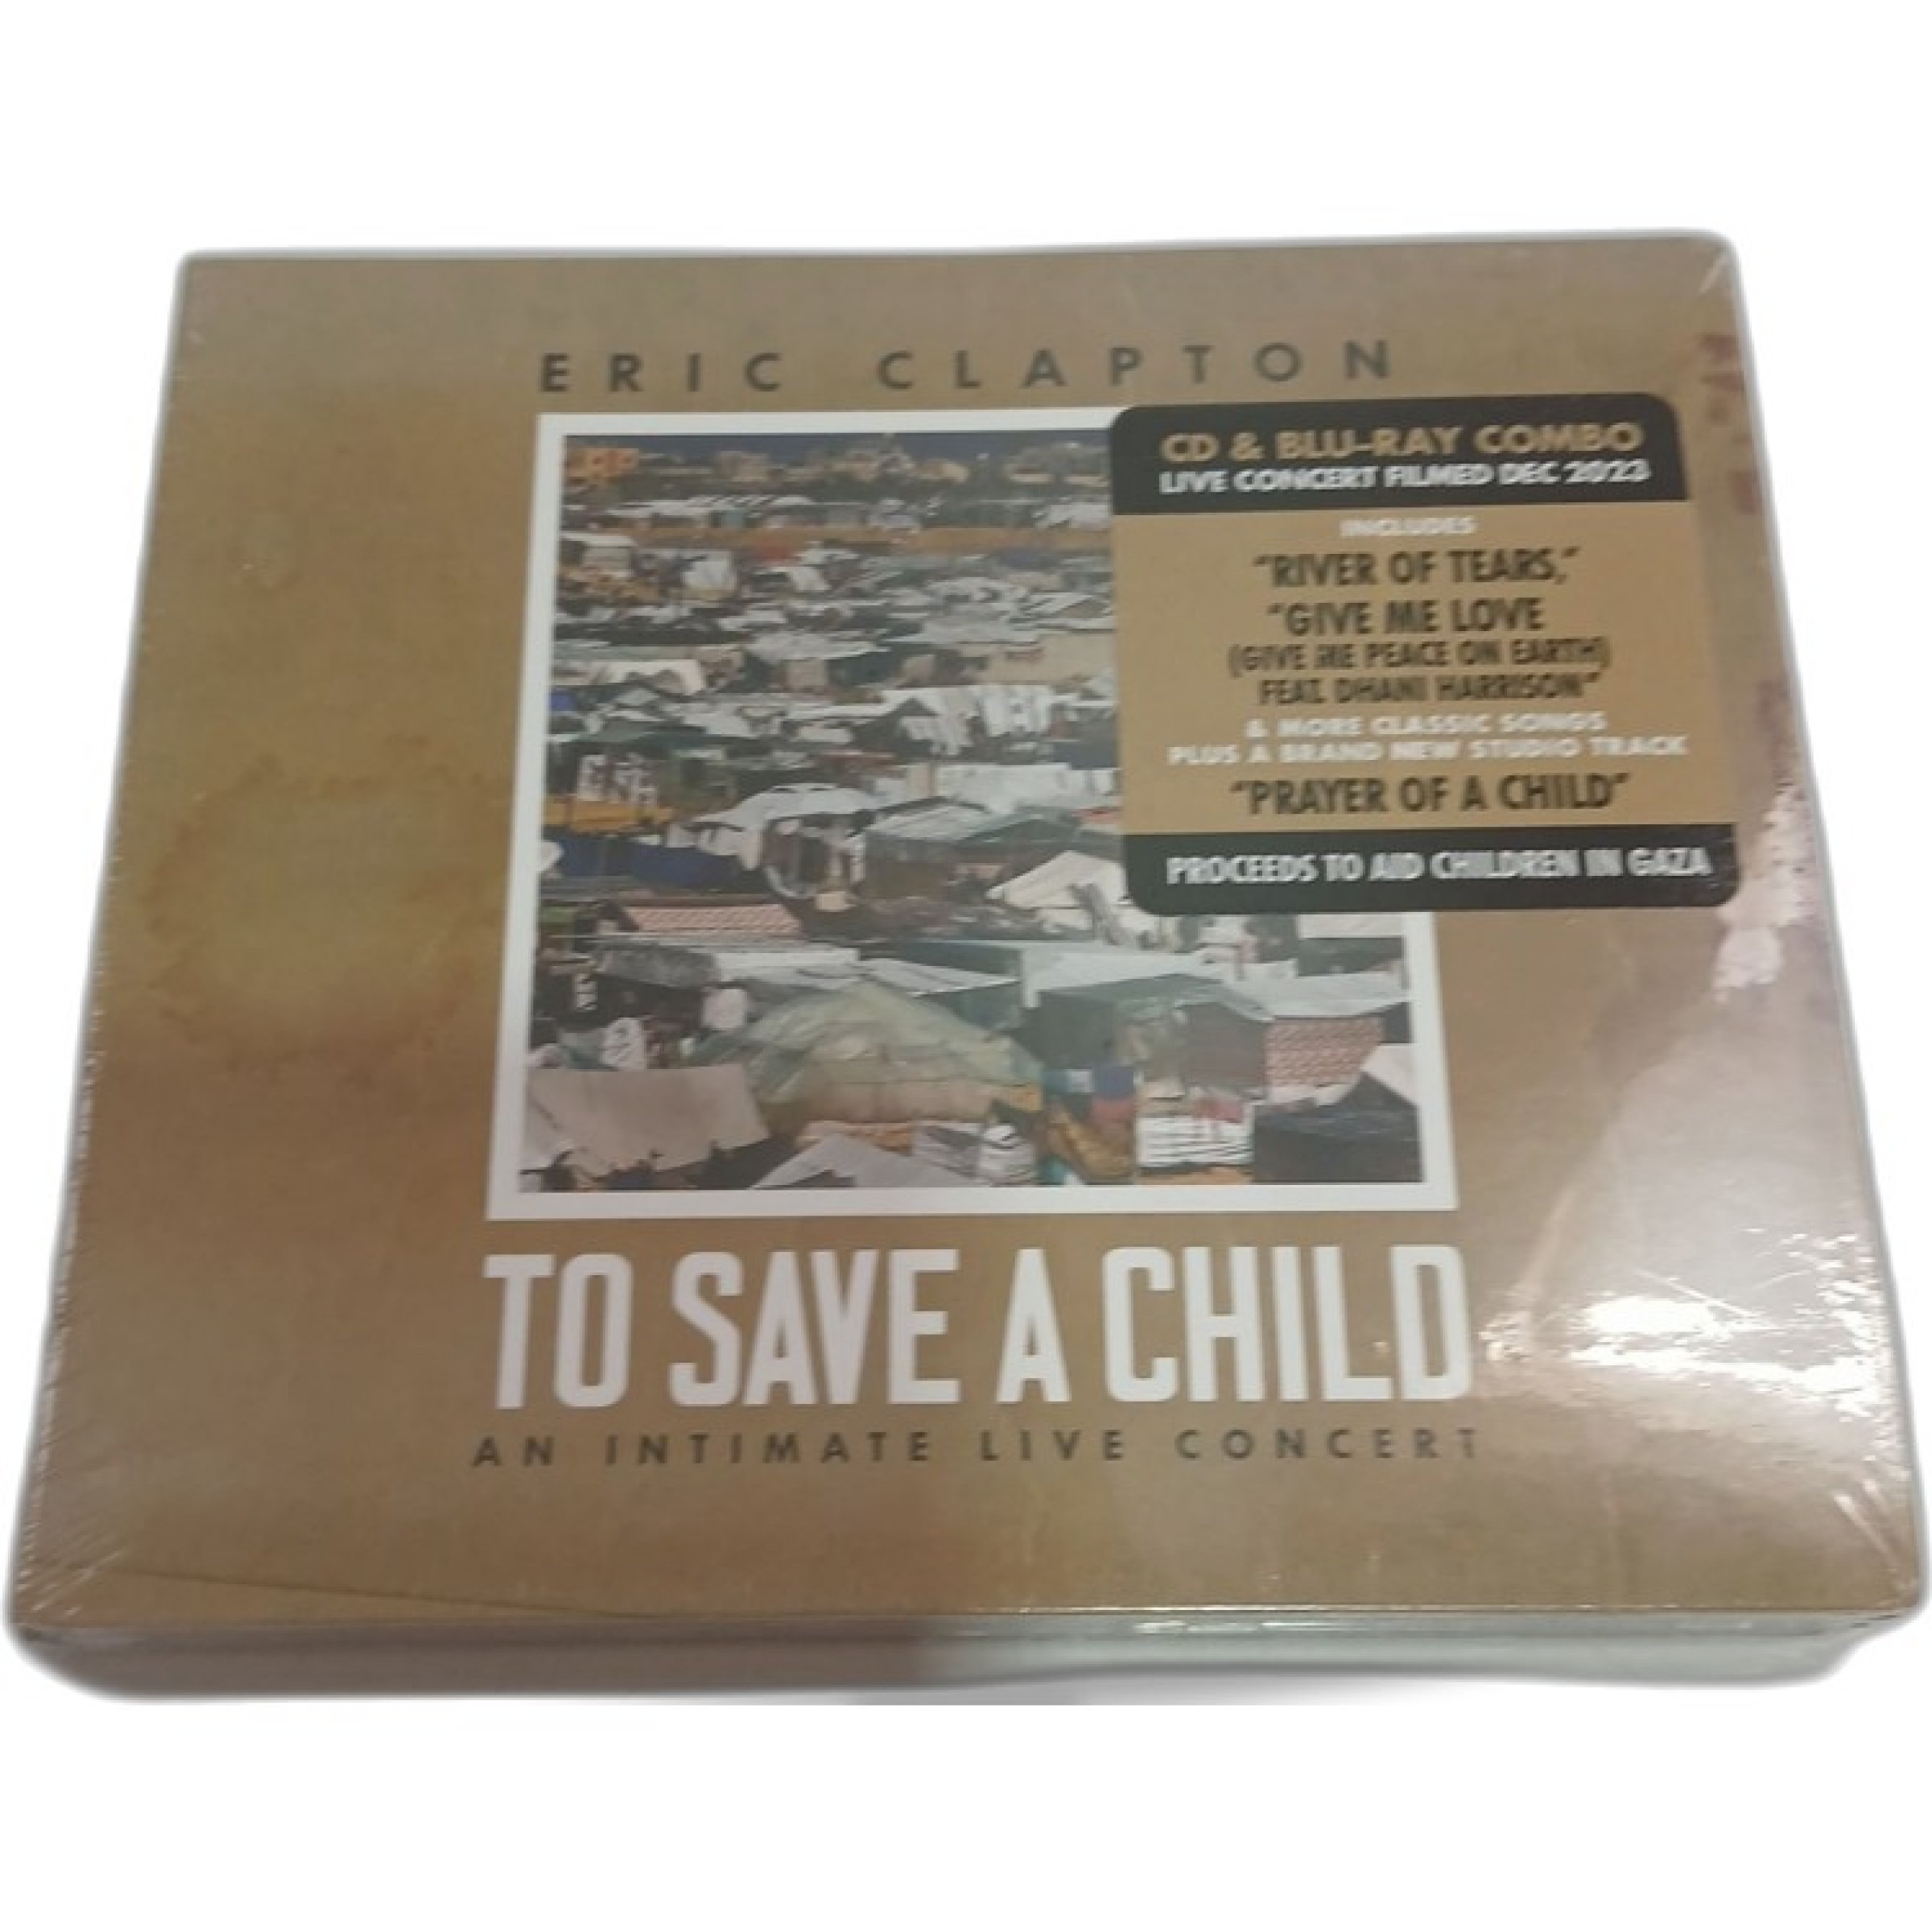 ERIC CLAPTON
CD & BLU-RAY COMBO
LIVE CONCERT FILMED DEC 2023
INCLUDES
"RIVER OF TEARS,"
"GIVE ME LOVE
(GIVE ME PEACE ON EARTH)
FEAT. DHANI HARRISON"
& MORE CLASSIC SONGS
PLUS A BRAND NEW STUDIO TRACK
"PRAYER OF A CHILD"
PROCEEDS TO AID CHILDREN IN GAZA
TO SAVE A CHILD
AN INTIMATE LIVE CONCERT